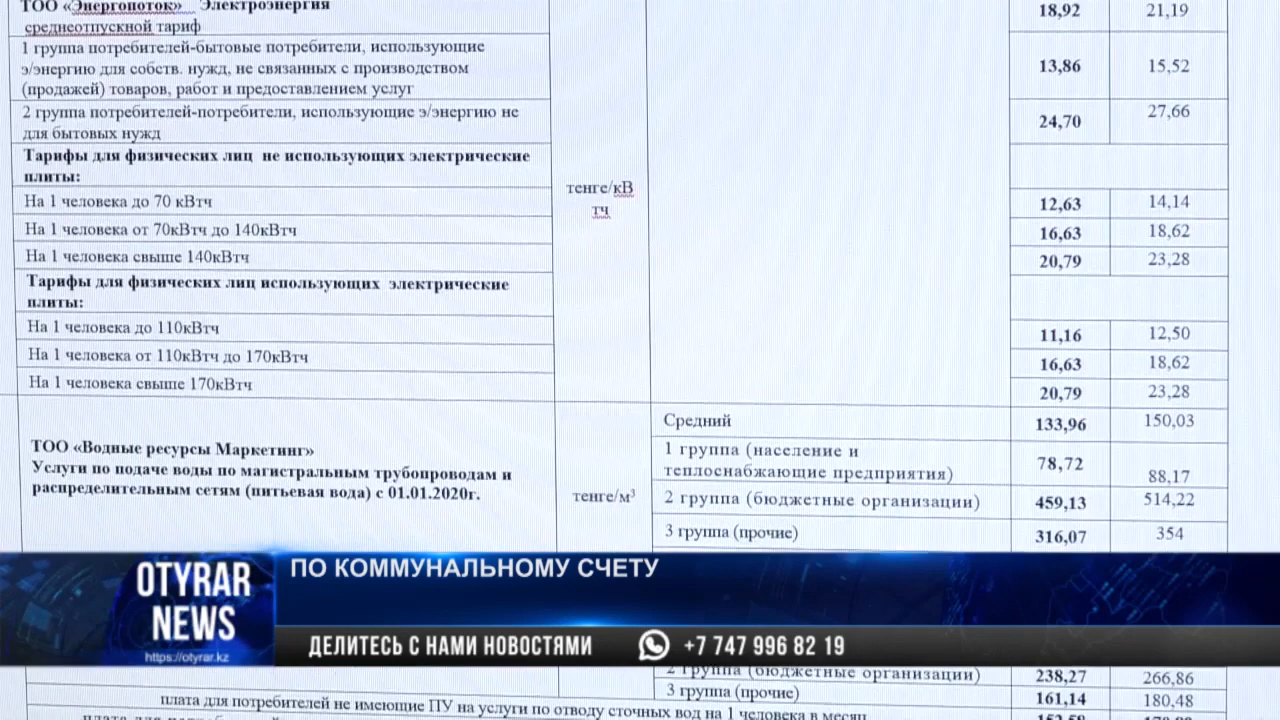 ТОО «Энергопоток» Электроэнергия
среднеотпускной тариф
18,92 21,19
1 группа потребителей-бытовые потребители, использующие
э/энергию для собств. нужд, не связанных с производством
(продажей) товаров, работ и предоставлением услуг
13,86 15,52
2 группа потребителей-потребители, использующие э/энергию не
для бытовых нужд
24,70 27,66
Тарифы для физических лиц не использующих электрические
плиты:
тенге/кВ
тч
На 1 человека до 70 кВтч 12,63 14,14
На 1 человека от 70кВтч до 140кВтч 16,63 18,62
На 1 человека свыше 140кВтч 20,79 23,28
Тарифы для физических лиц использующих электрические
плиты:
На 1 человека до 110кВтч 11,16 12,50
На 1 человека от 110кВтч до 170кВтч 16,63 18,62
На 1 человека свыше 170кВтч 20,79 23,28
ТОО «Водные ресурсы Маркетинг»
Услуги по подаче воды по магистральным трубопроводам и
распределительным сетям (питьевая вода) с 01.01.2020г.
тенге/м³
Средний 133,96 150,03
1 группа (население и
теплоснабжающие предприятия) 78,72 88,17
2 группа (бюджетные организации) 459,13 514,22
3 группа (прочие) 316,07 354
OTYRAR
NEWS
https://otyrar.kz
ПО КОММУНАЛЬНОМУ СЧЕТУ
ДЕЛИТЕСЬ С НАМИ НОВОСТЯМИ +7 747 996 82 19
2 группа (бюджетные организации) 238,27 266,86
3 группа (прочие) 161,14 180,48
плата для потребителей не имеющие ПУ на услуги по отводу сточных вод на 1 человека в месяц